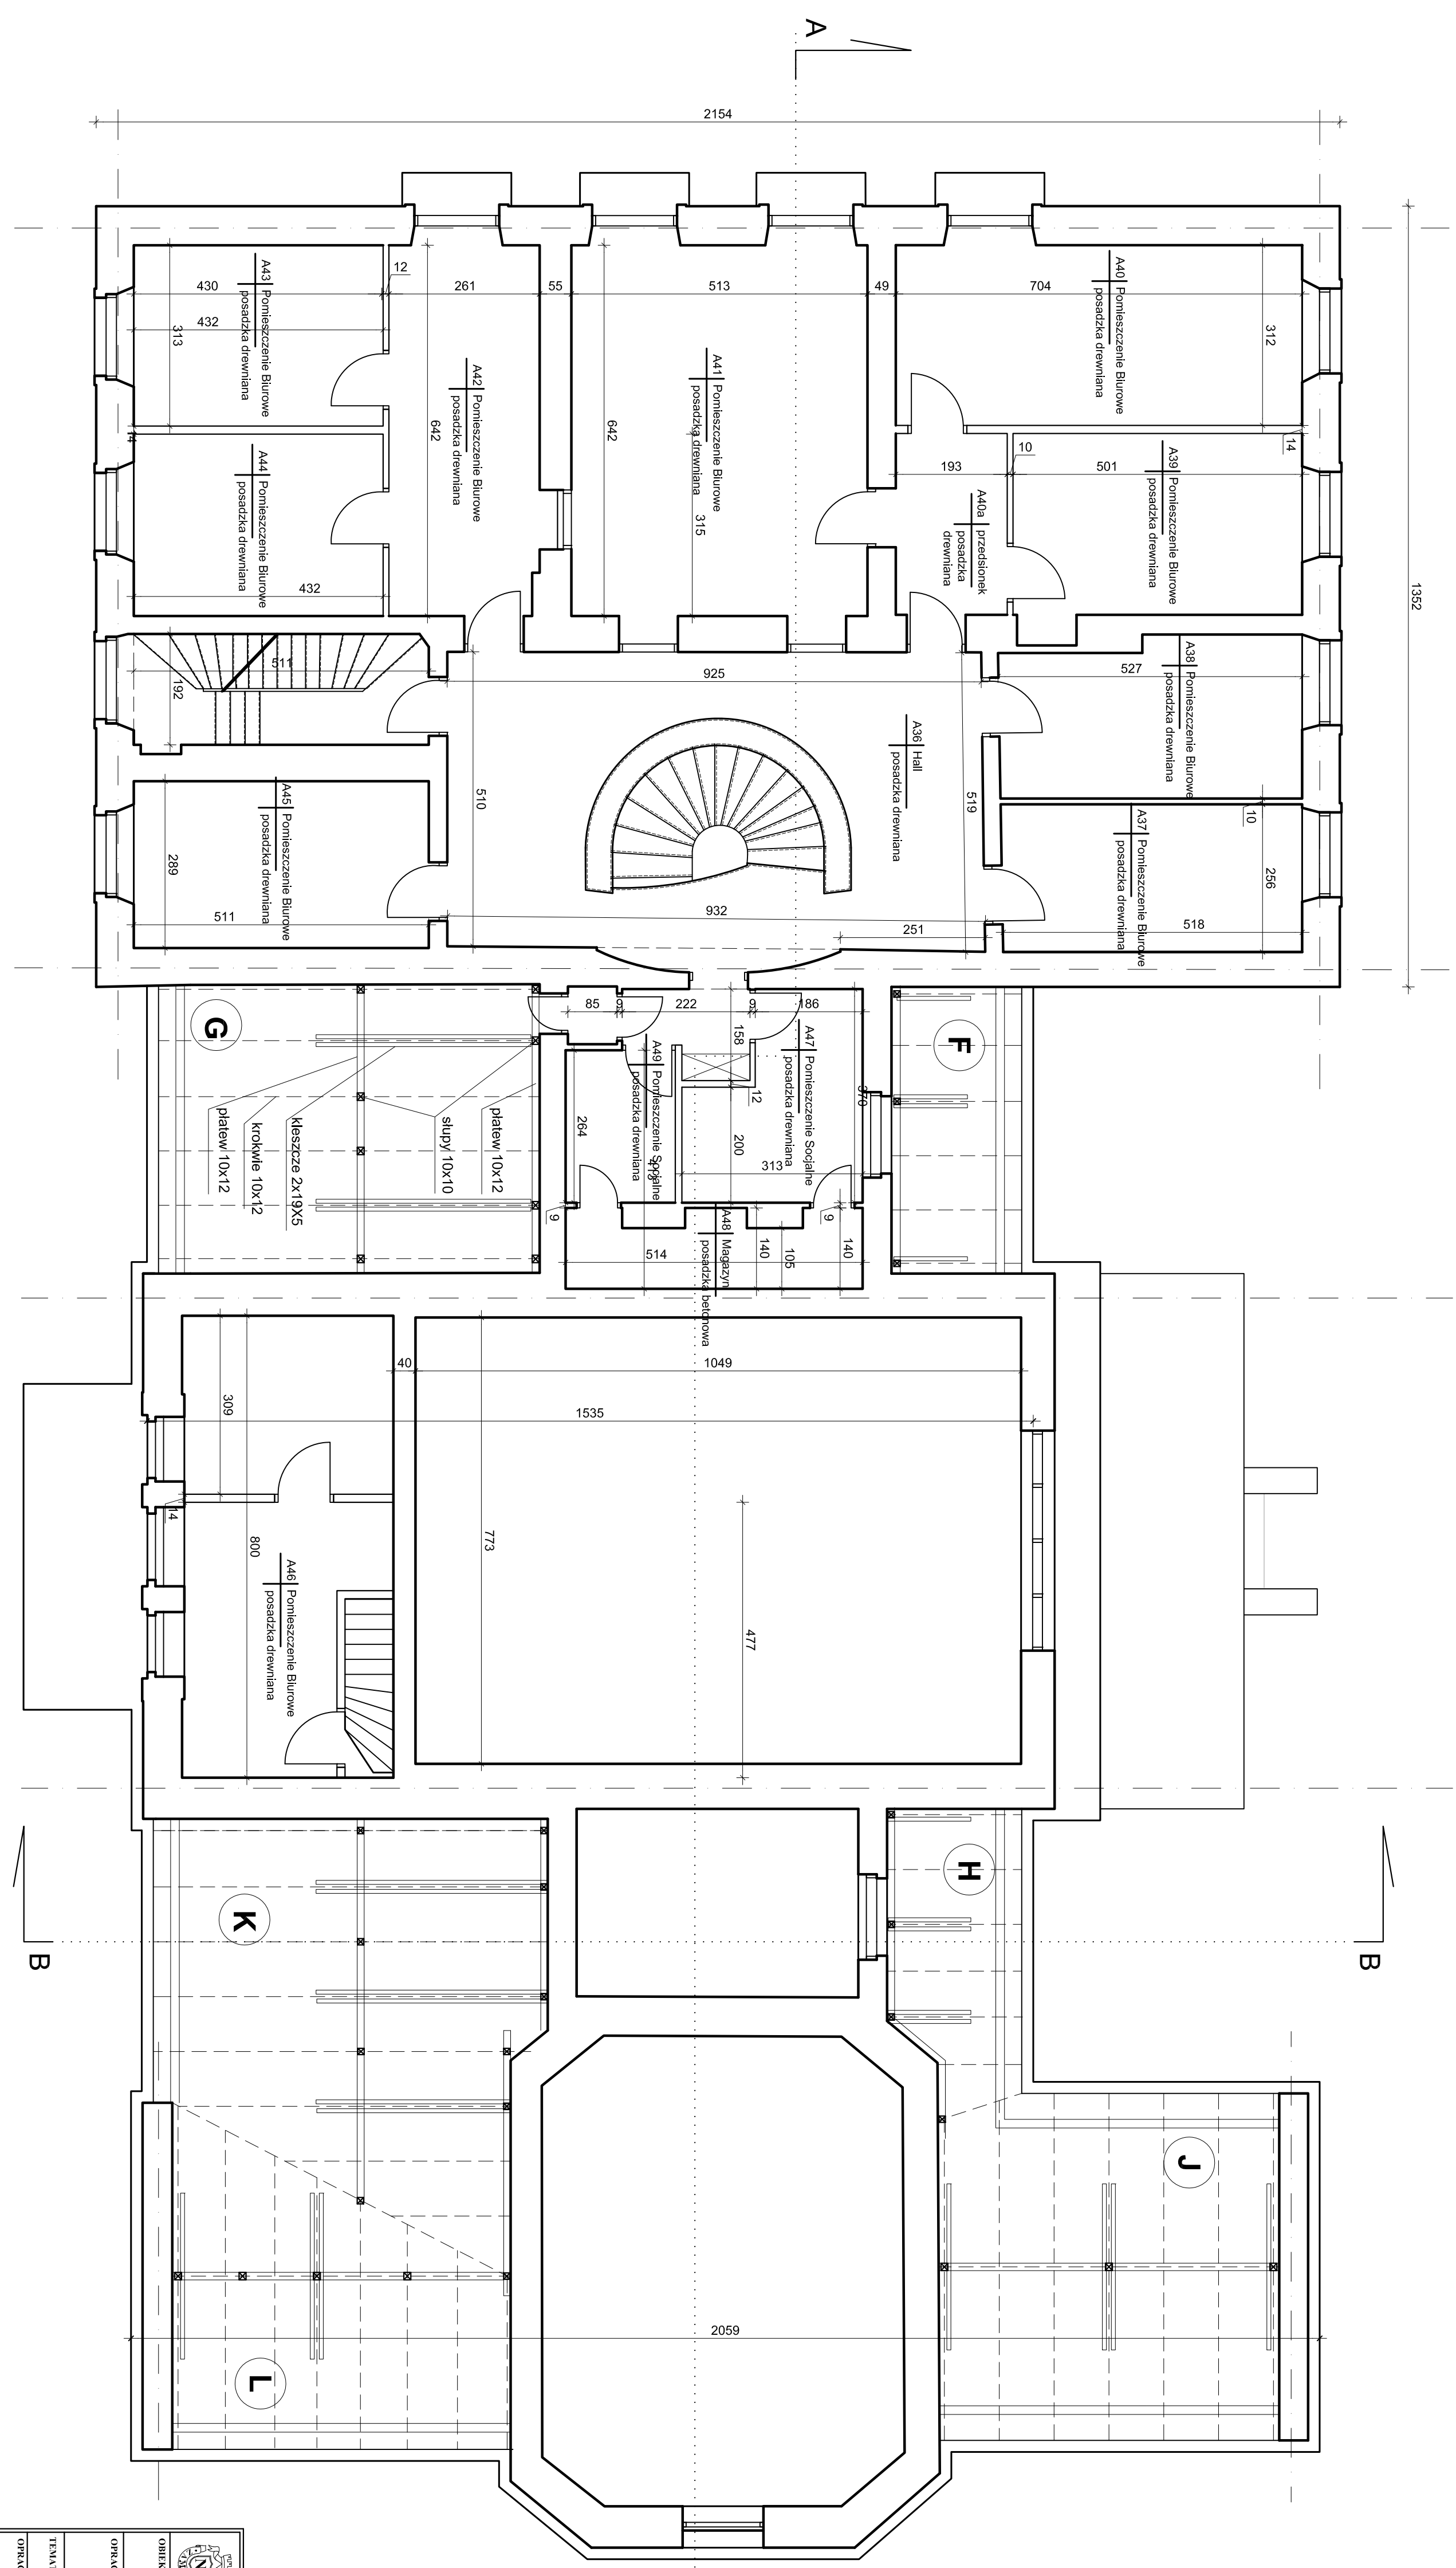 A
2154
1352
A43 Pomieszczenie Biurowe
posadzka drewniana
430
432
313
12
261
55
513
49
704
312
A42 Pomieszczenie Biurowe
posadzka drewniana
642
A41 Pomieszczenie Biurowe
posadzka drewniana
642
315
A40 Pomieszczenie Biurowe
posadzka drewniana
14
A44 Pomieszczenie Biurowe
posadzka drewniana
432
14
193
10
501
A40a przedsionek
posadzka
drewniana
A39 Pomieszczenie Biurowe
posadzka drewniana
511
192
925
A36 Hall
posadzka drewniana
527
A38 Pomieszczenie Biurowe
posadzka drewniana
510
519
10
256
A45 Pomieszczenie Biurowe
posadzka drewniana
289
511
932
251
A37 Pomieszczenie Biurowe
posadzka drewniana
518
G
85
9
222
9
186
158
F
A49 Pomieszczenie Socjalne
posadzka drewniana
A47 Pomieszczenie Socjalne
posadzka drewniana
370
12
200
264
313
płatew 10x12
krokwie 10x12
kleszcze 2x19X5
słupy 10x10
płatew 10x12
9
9
514
A48 Magazyn
posadzka betonowa
140
105
140
40
1049
309
1535
14
800
773
477
A46 Pomieszczenie Biurowe
posadzka drewniana
K
H
B
B
J
L
2059
OBIEK
OPRAC
TEMA
OPRAC